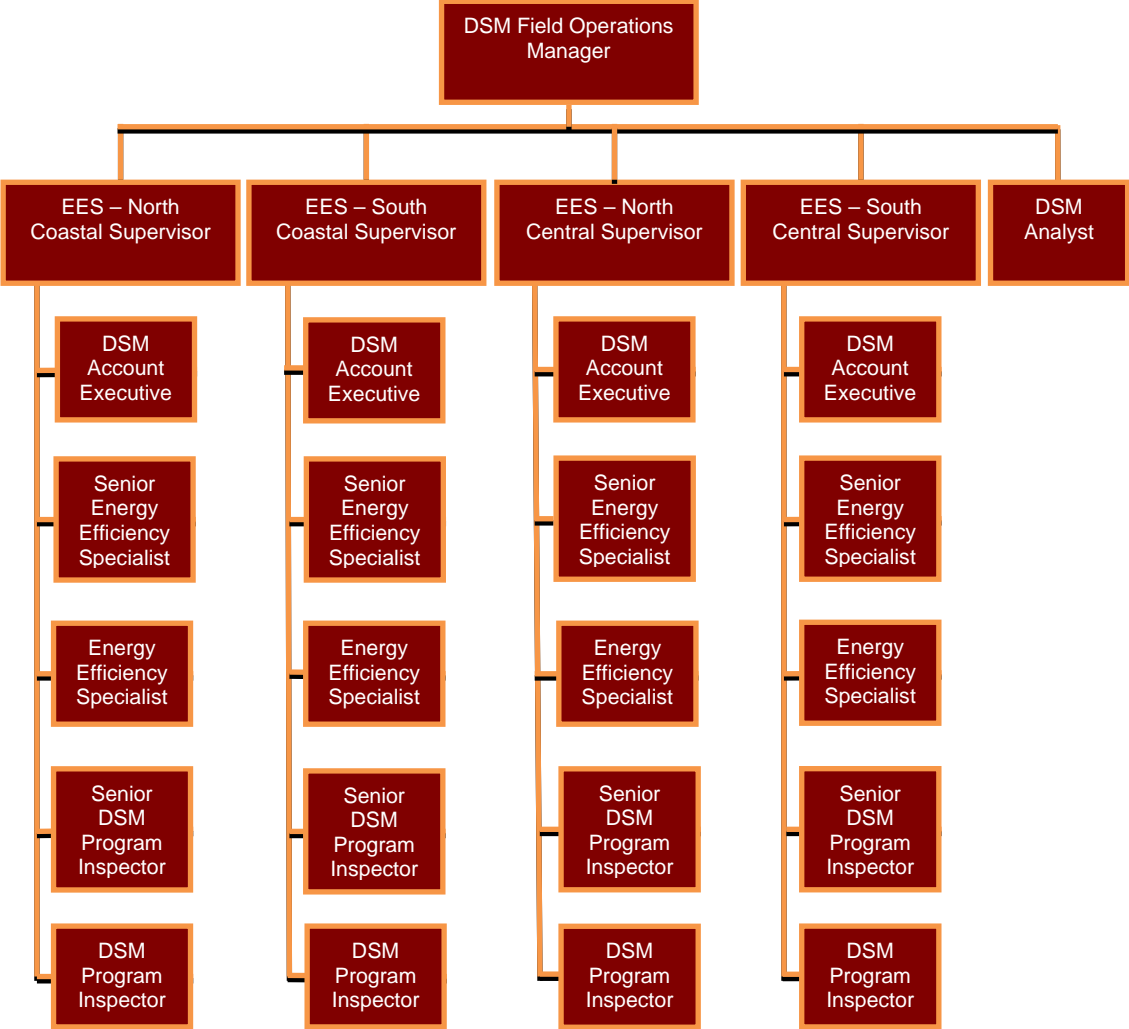 DSM Field Operations
Manager
EES – North
Coastal Supervisor
EES – South
Coastal Supervisor
EES – North
Central Supervisor
EES – South
Central Supervisor
DSM
Analyst
DSM
Account
Executive
DSM
Account
Executive
DSM
Account
Executive
DSM
Account
Executive
Senior
Energy
Efficiency
Specialist
Senior
Energy
Efficiency
Specialist
Senior
Energy
Efficiency
Specialist
Senior
Energy
Efficiency
Specialist
Energy
Efficiency
Specialist
Energy
Efficiency
Specialist
Energy
Efficiency
Specialist
Energy
Efficiency
Specialist
Senior
DSM
Program
Inspector
Senior
DSM
Program
Inspector
Senior
DSM
Program
Inspector
Senior
DSM
Program
Inspector
DSM
Program
Inspector
DSM
Program
Inspector
DSM
Program
Inspector
DSM
Program
Inspector